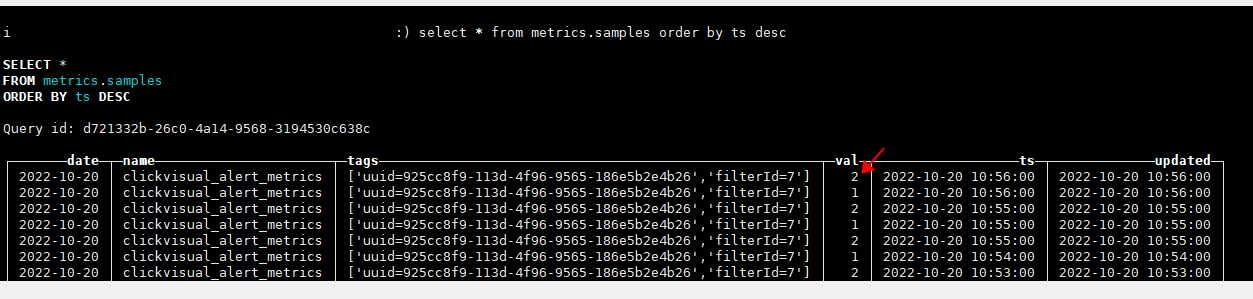 i :) select * from metrics.samples order by ts desc
SELECT *
FROM metrics.samples
ORDER BY ts DESC
Query id: d721332b-26c0-4a14-9568-3194530c638c
date name tags val ts updated
2022-10-20 clickvisual_alert_metrics ['uuid=925cc8f9-113d-4f96-9565-186e5b2e4b26','filterId=7'] 2 2022-10-20 10:56:00 2022-10-20 10:56:00
2022-10-20 clickvisual_alert_metrics ['uuid=925cc8f9-113d-4f96-9565-186e5b2e4b26','filterId=7'] 1 2022-10-20 10:56:00 2022-10-20 10:56:00
2022-10-20 clickvisual_alert_metrics ['uuid=925cc8f9-113d-4f96-9565-186e5b2e4b26','filterId=7'] 2 2022-10-20 10:55:00 2022-10-20 10:55:00
2022-10-20 clickvisual_alert_metrics ['uuid=925cc8f9-113d-4f96-9565-186e5b2e4b26','filterId=7'] 1 2022-10-20 10:55:00 2022-10-20 10:55:00
2022-10-20 clickvisual_alert_metrics ['uuid=925cc8f9-113d-4f96-9565-186e5b2e4b26','filterId=7'] 2 2022-10-20 10:55:00 2022-10-20 10:55:00
2022-10-20 clickvisual_alert_metrics ['uuid=925cc8f9-113d-4f96-9565-186e5b2e4b26','filterId=7'] 1 2022-10-20 10:54:00 2022-10-20 10:54:00
2022-10-20 clickvisual_alert_metrics ['uuid=925cc8f9-113d-4f96-9565-186e5b2e4b26','filterId=7'] 2 2022-10-20 10:53:00 2022-10-20 10:53:00